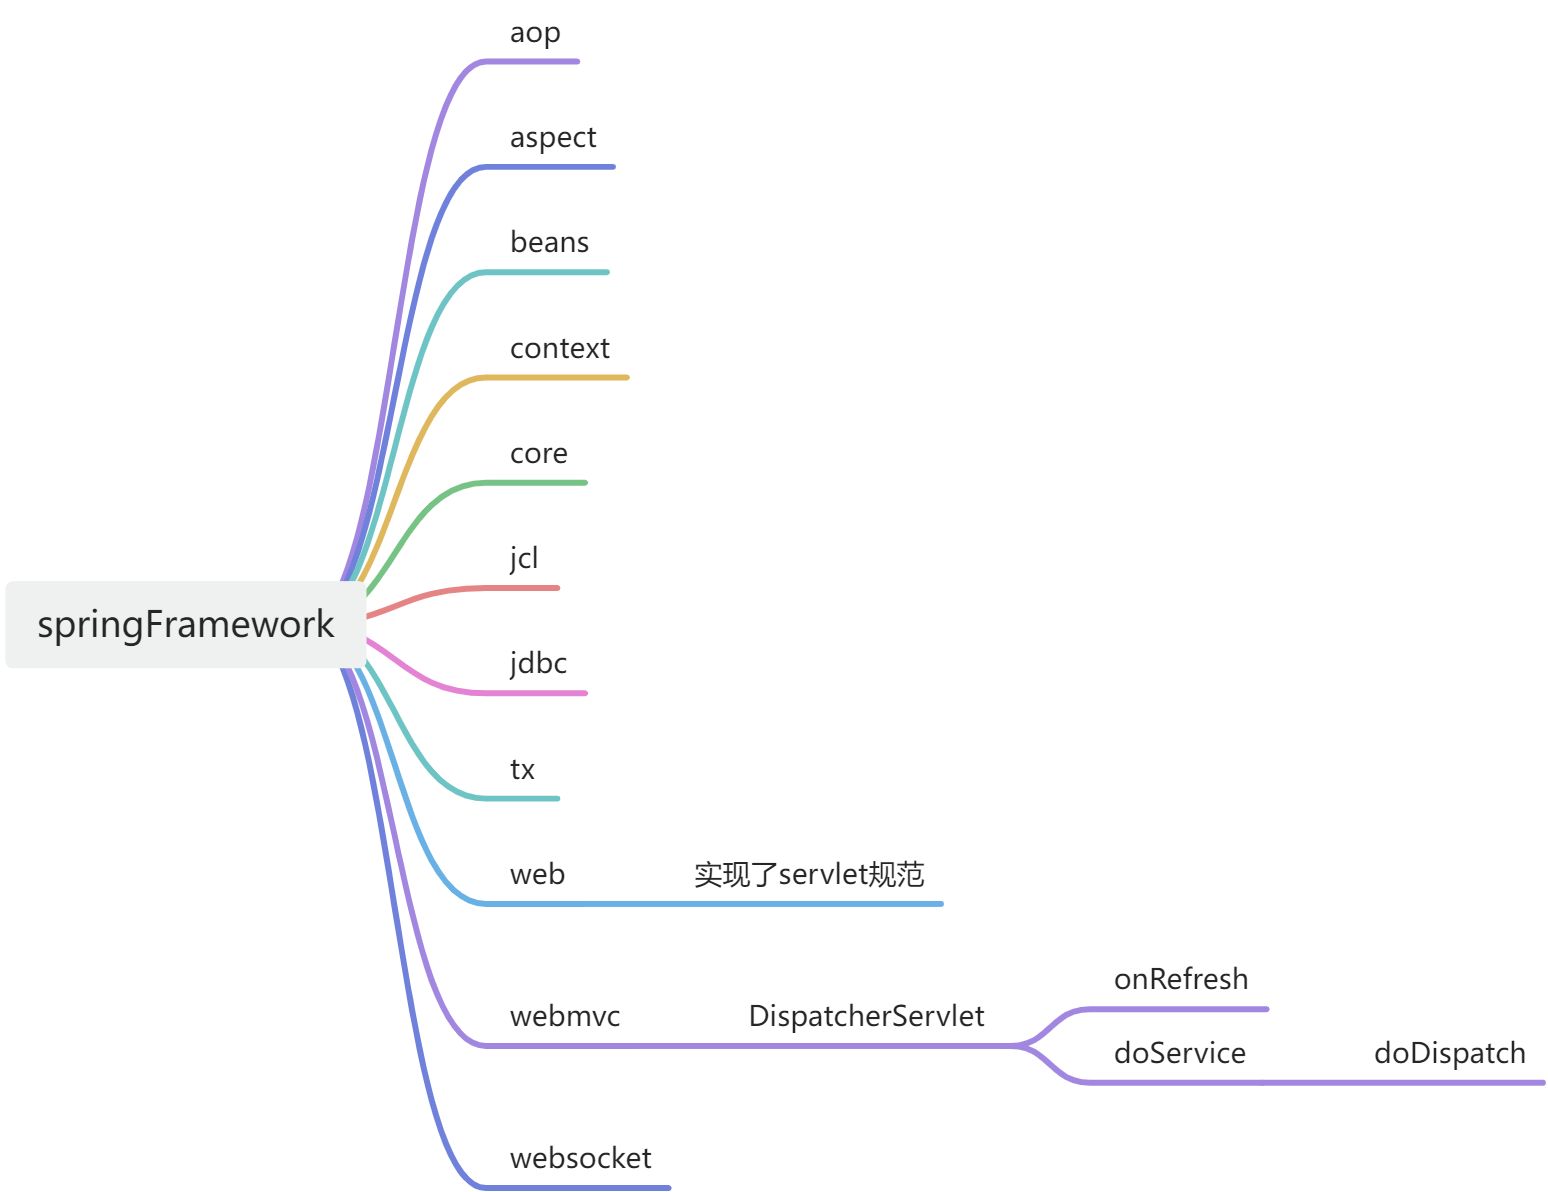 springFramework
aop
aspect
beans
context
core
jcl
jdbc
tx
web
实现了servlet规范
webmvc
DispatcherServlet
onRefresh
doService
doDispatch
websocket